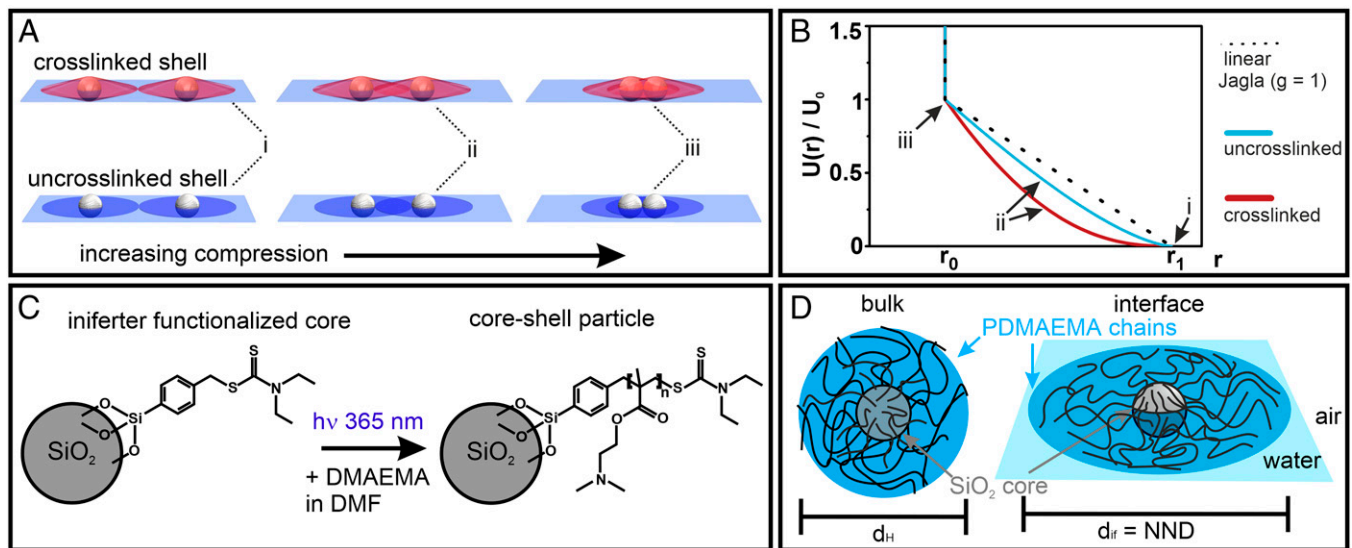 A
crosslinked shell
i
ii
iii
uncrosslinked shell
increasing compression
B
U(r) / U₀
1.5
1
0.5
0
iii
ii
i
r₀
r₁
r
linear
Jagla (g = 1)
uncrosslinked
crosslinked
C
iniferter functionalized core
core-shell particle
SiO₂
O
O
O
Si
S
S
N
hν 365 nm
+ DMAEMA
in DMF
SiO₂
O
O
O
Si
n
S
S
N
O
O
N
D
bulk
interface
PDMAEMA chains
air
water
SiO₂ core
dH
dif = NND